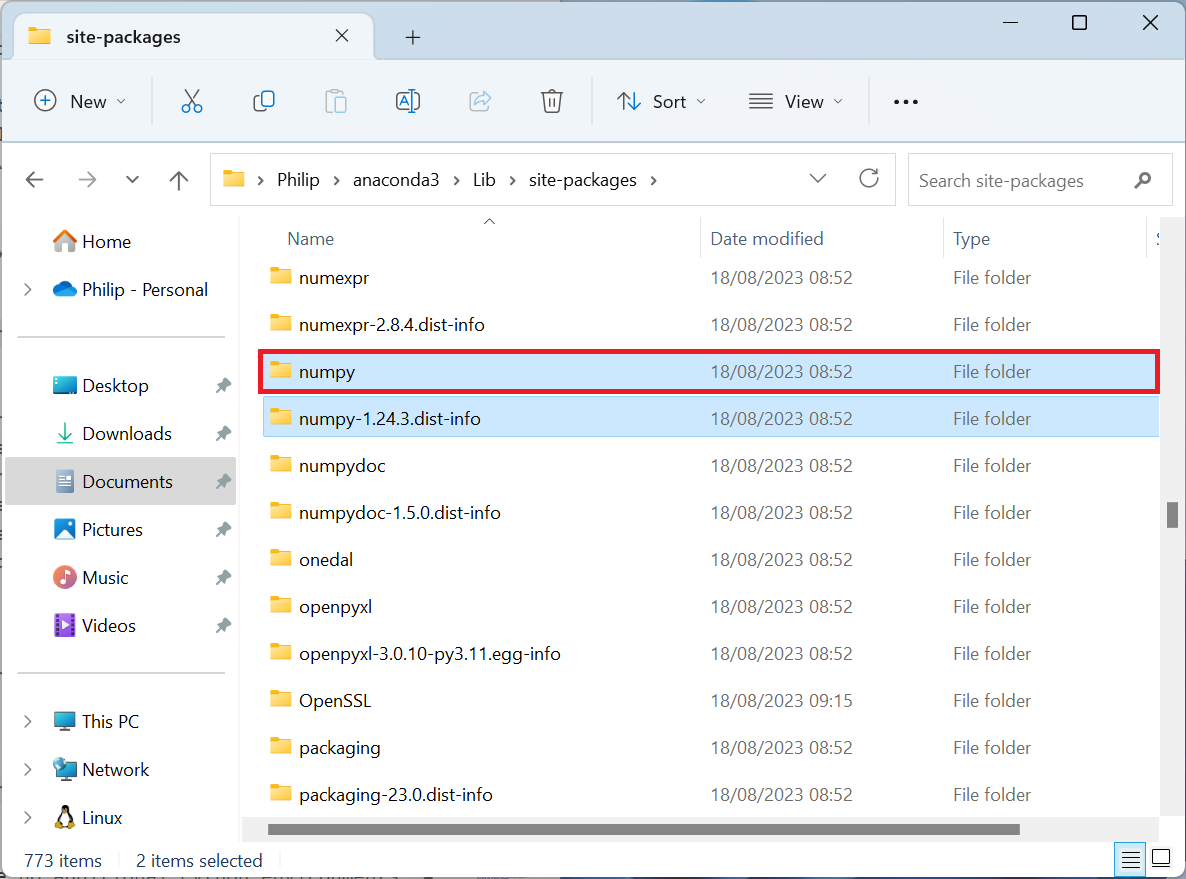 site-packages
New
Sort
View
Philip > anaconda3 > Lib > site-packages >
Search site-packages
Home
Philip - Personal
Desktop
Downloads
Documents
Pictures
Music
Videos
This PC
Network
Linux
Name Date modified Type
numexpr 18/08/2023 08:52 File folder
numexpr-2.8.4.dist-info 18/08/2023 08:52 File folder
numpy 18/08/2023 08:52 File folder
numpy-1.24.3.dist-info 18/08/2023 08:52 File folder
numpydoc 18/08/2023 08:52 File folder
numpydoc-1.5.0.dist-info 18/08/2023 08:52 File folder
onedal 18/08/2023 08:52 File folder
openpyxl 18/08/2023 08:52 File folder
openpyxl-3.0.10-py3.11.egg-info 18/08/2023 08:52 File folder
OpenSSL 18/08/2023 09:15 File folder
packaging 18/08/2023 08:52 File folder
packaging-23.0.dist-info 18/08/2023 08:52 File folder
773 items 2 items selected